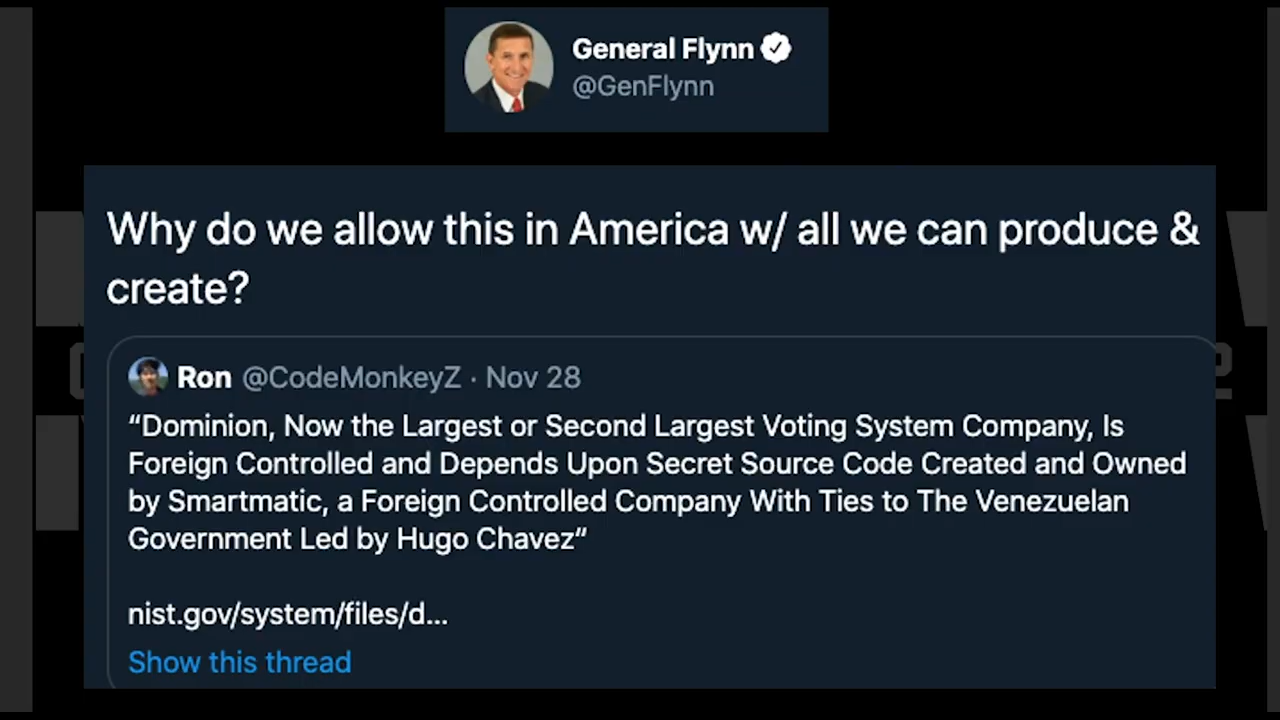 General Flynn
@GenFlynn
Why do we allow this in America w/ all we can produce &
create?
Ron @CodeMonkeyZ · Nov 28
“Dominion, Now the Largest or Second Largest Voting System Company, Is
Foreign Controlled and Depends Upon Secret Source Code Created and Owned
by Smartmatic, a Foreign Controlled Company With Ties to The Venezuelan
Government Led by Hugo Chavez“
nist.gov/system/files/d...
Show this thread